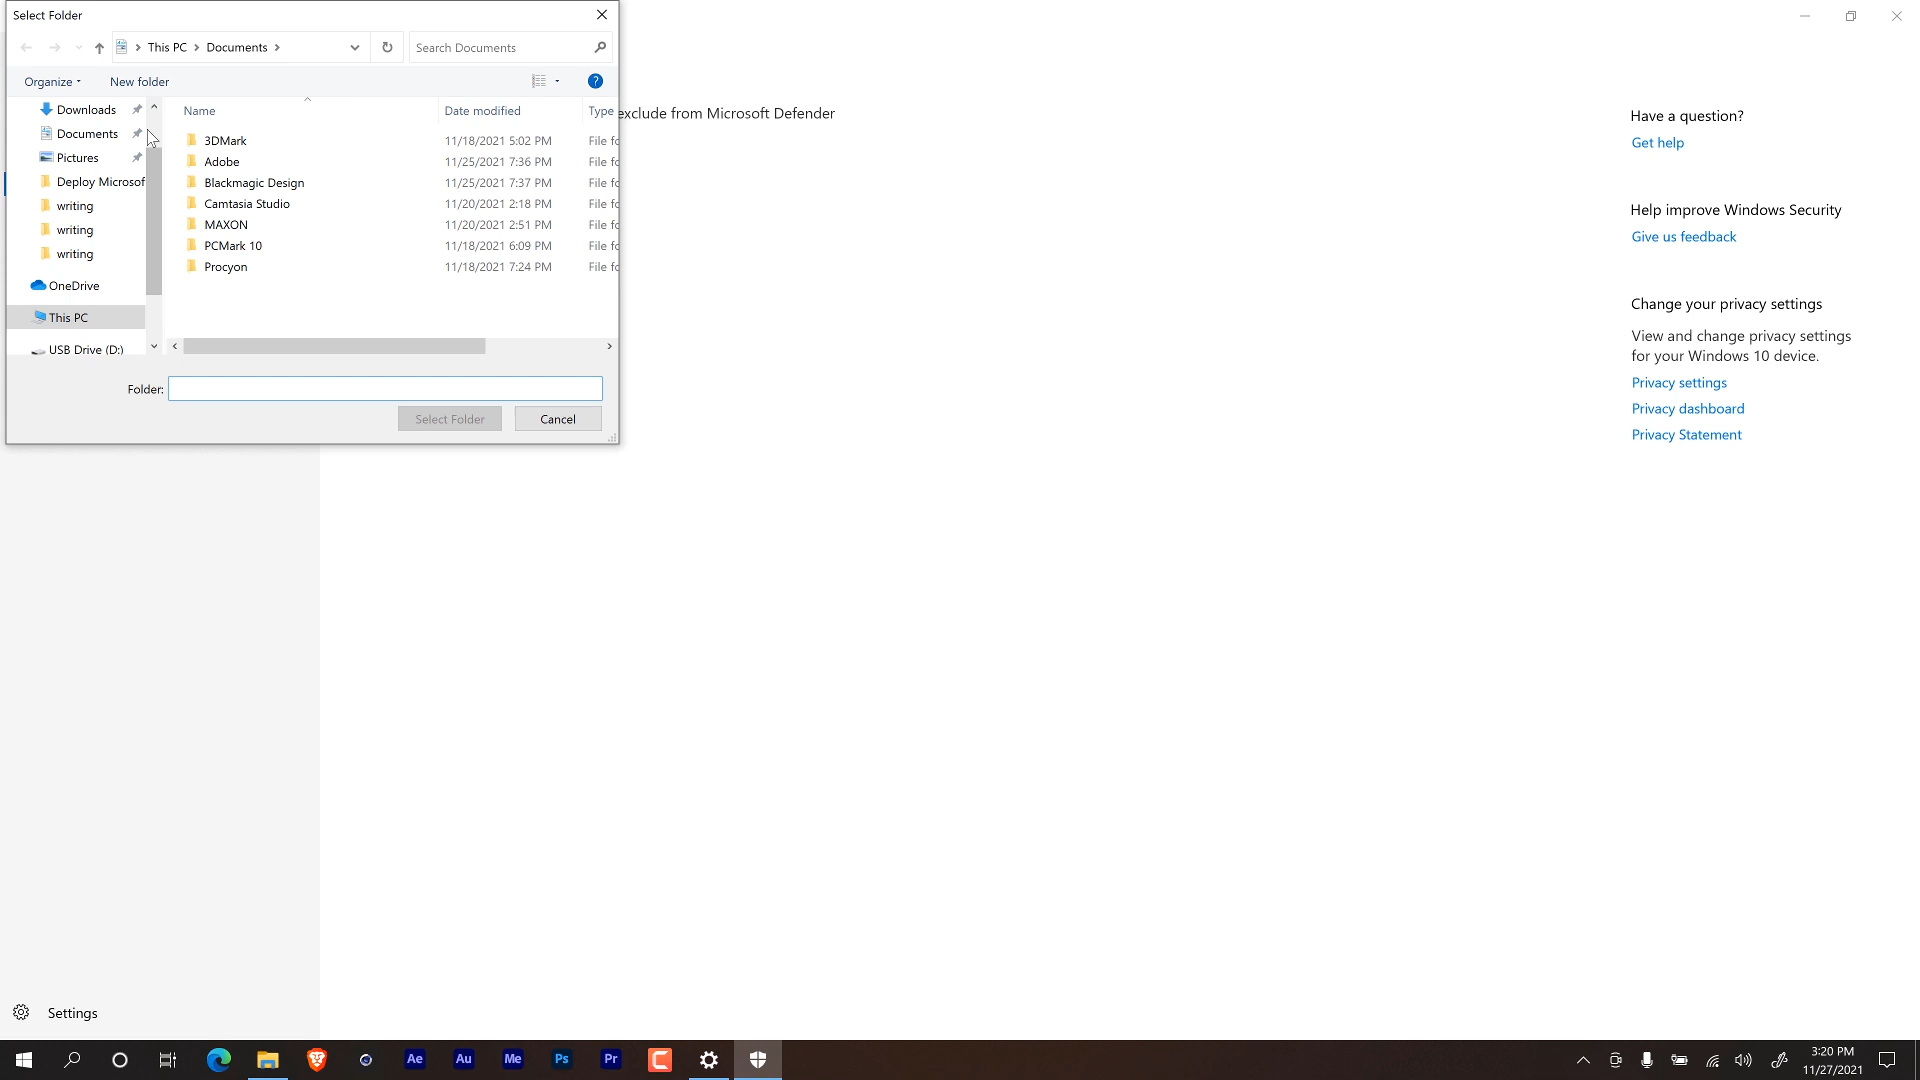 Select Folder
This PC Documents
Search Documents
Organize
New folder
?
Downloads
Documents
Pictures
Deploy Microsof
writing
writing
writing
OneDrive
This PC
USB Drive (D:)
Name Date modified Type
3DMark 11/18/2021 5:02 PM File fo
Adobe 11/25/2021 7:36 PM File fo
Blackmagic Design 11/25/2021 7:37 PM File fo
Camtasia Studio 11/20/2021 2:18 PM File fo
MAXON 11/20/2021 2:51 PM File fo
PCMark 10 11/18/2021 6:09 PM File fo
Procyon 11/18/2021 7:24 PM File fo
Folder:
Select Folder
Cancel
exclude from Microsoft Defender
Have a question?
Get help
Help improve Windows Security
Give us feedback
Change your privacy settings
View and change privacy settings
for your Windows 10 device.
Privacy settings
Privacy dashboard
Privacy Statement
Settings
Ae
Au
Me
Ps
Pr
3:20 PM
11/27/2021